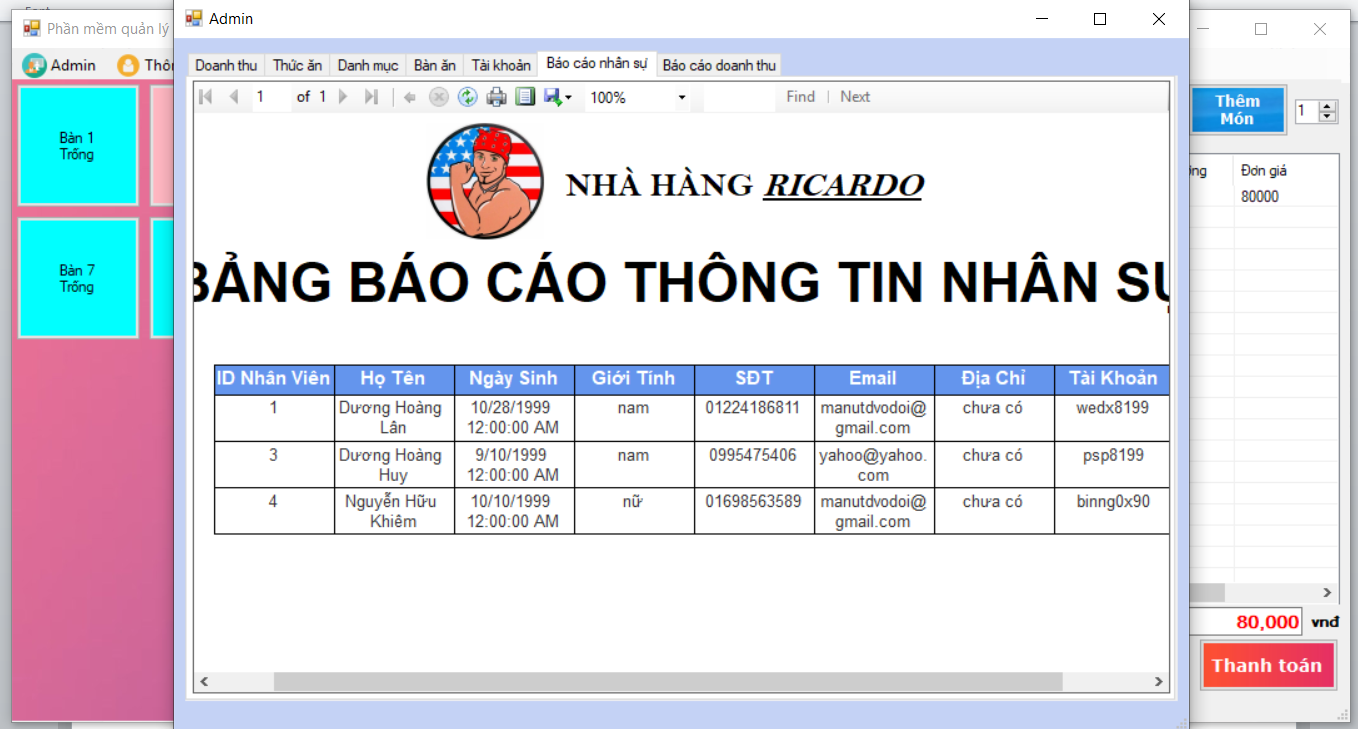 Admin
Phần mềm quản lý
Admin
Doanh thu Thức ăn Danh mục Bàn ăn Tài khoản Báo cáo nhân sự Báo cáo doanh thu
1 of 1 100% Find | Next
Bàn 1
Trống
Bàn 7
Trống
Thêm
Món
1
Đơn giá
80000
NHÀ HÀNG RICARDO
BẢNG BÁO CÁO THÔNG TIN NHÂN SỰ
ID Nhân Viên Họ Tên Ngày Sinh Giới Tính SĐT Email Địa Chỉ Tài Khoản
1 Dương Hoàng Lân 10/28/1999 12:00:00 AM nam 01224186811 manutdvodoi@gmail.com chưa có wedx8199
3 Dương Hoàng Huy 9/10/1999 12:00:00 AM nam 0995475406 yahoo@yahoo.com chưa có psp8199
4 Nguyễn Hữu Khiêm 10/10/1999 12:00:00 AM nữ 01698563589 manutdvodoi@gmail.com chưa có binng0x90
80,000 vnđ
Thanh toán